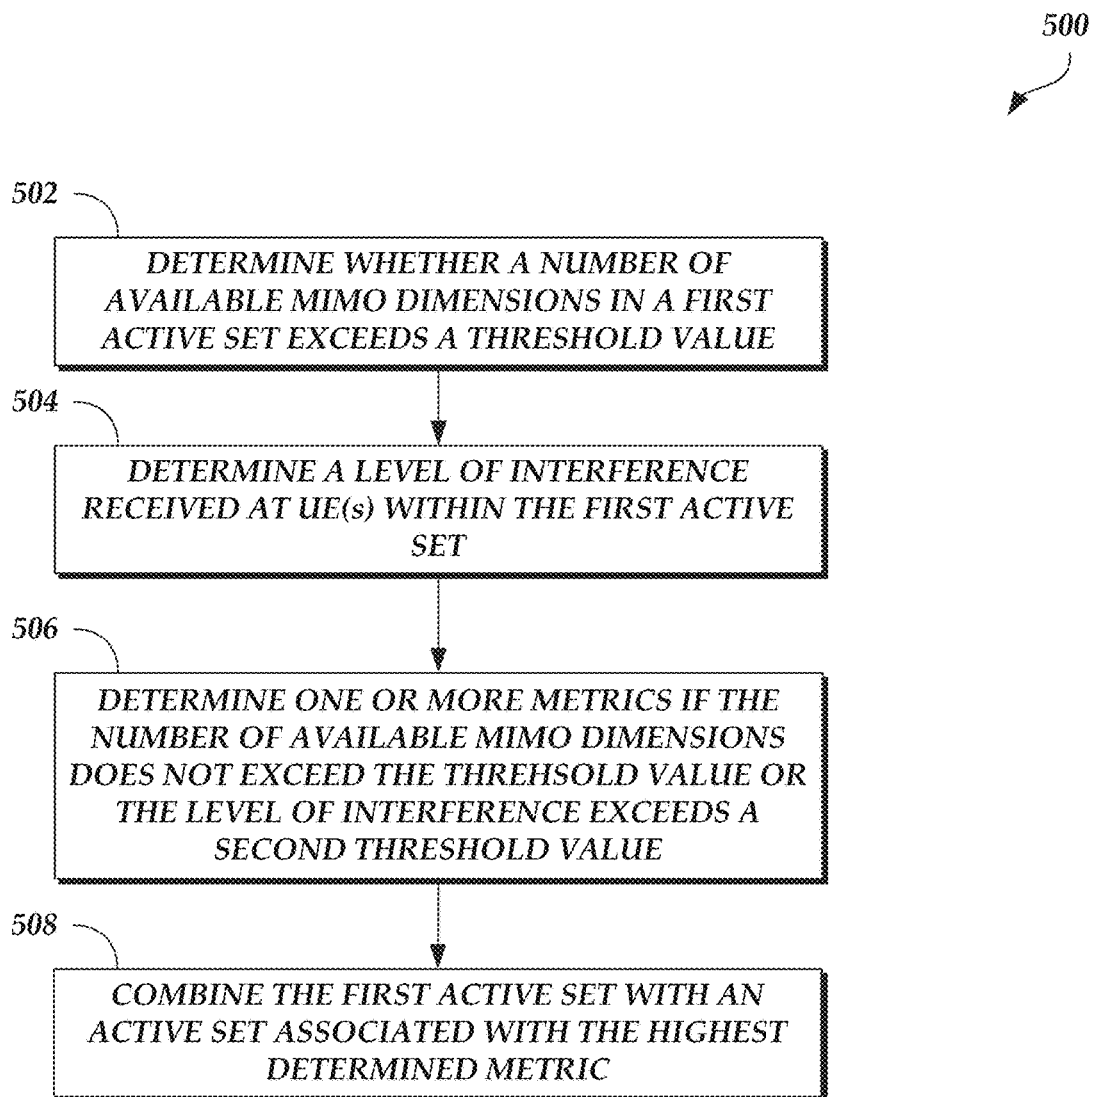 500
502
DETERMINE WHETHER A NUMBER OF
AVAILABLE MIMO DIMENSIONS IN A FIRST
ACTIVE SET EXCEEDS A THRESHOLD VALUE
504
DETERMINE A LEVEL OF INTERFERENCE
RECEIVED AT UE(s) WITHIN THE FIRST ACTIVE
SET
506
DETERMINE ONE OR MORE METRICS IF THE
NUMBER OF AVAILABLE MIMO DIMENSIONS
DOES NOT EXCEED THE THREHSOLD VALUE OR
THE LEVEL OF INTERFERENCE EXCEEDS A
SECOND THRESHOLD VALUE
508
COMBINE THE FIRST ACTIVE SET WITH AN
ACTIVE SET ASSOCIATED WITH THE HIGHEST
DETERMINED METRIC